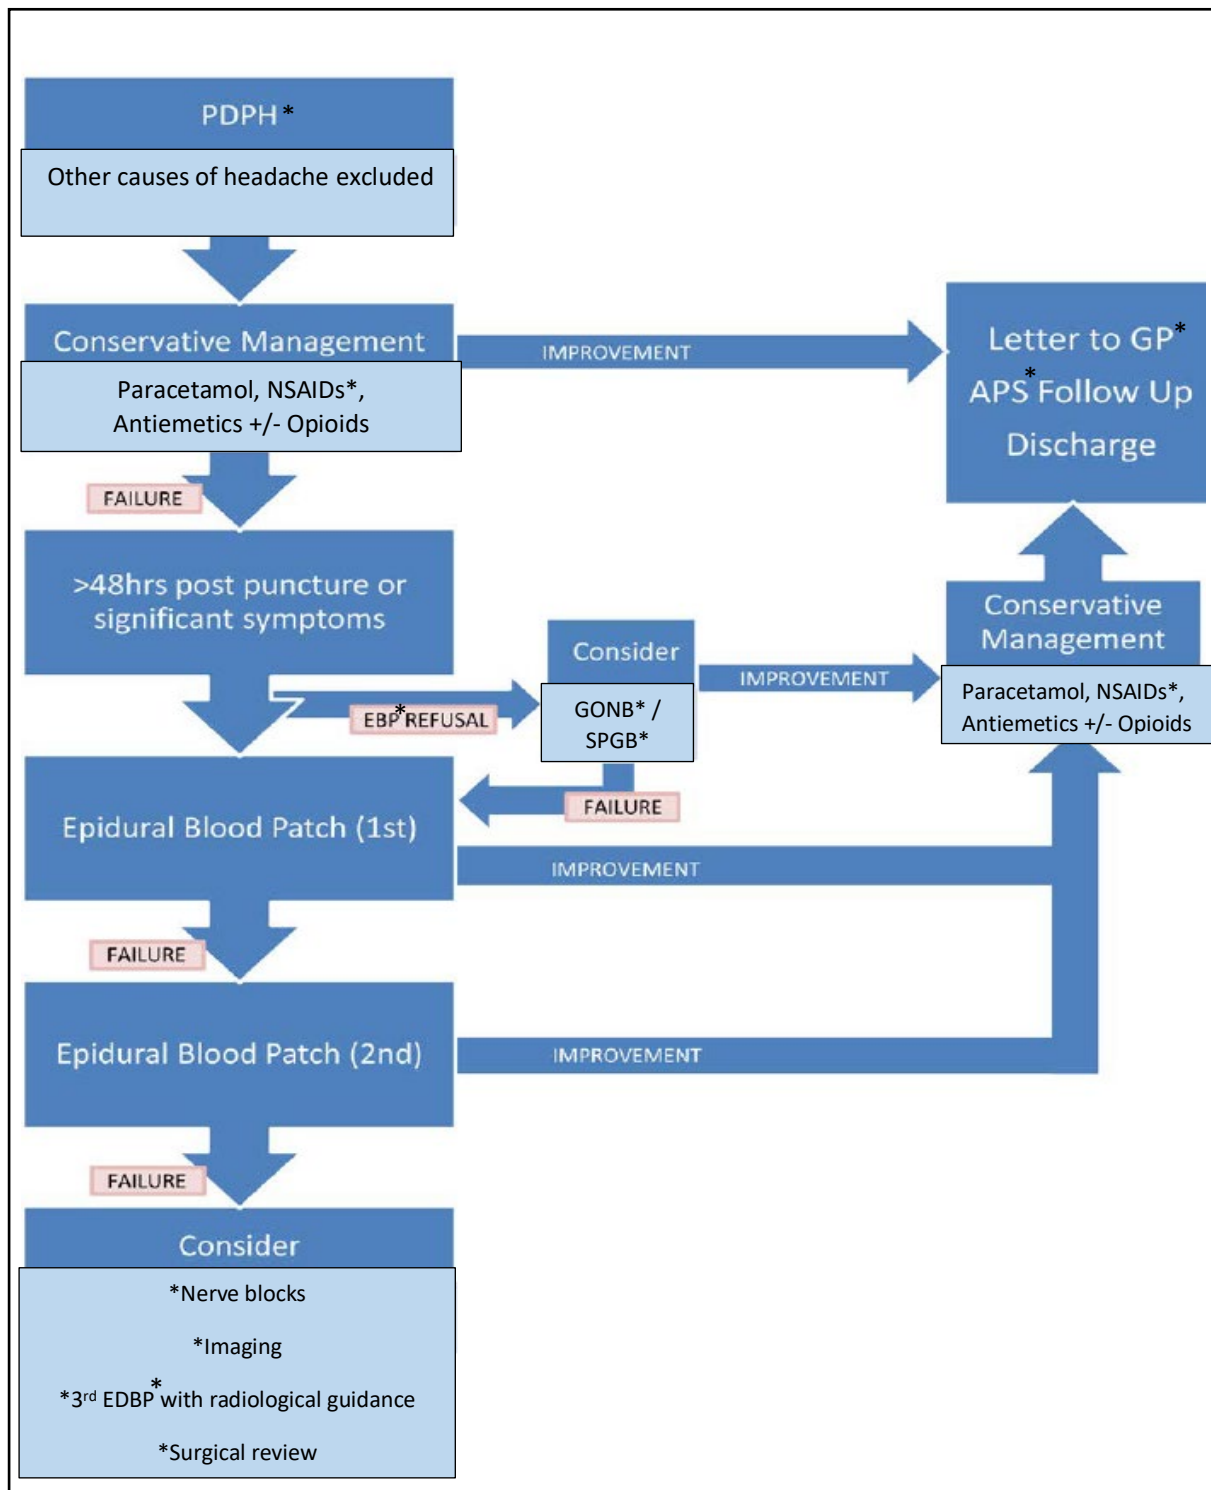 PDPH *
Other causes of headache excluded
Conservative Management
Paracetamol, NSAIDs*,
Antiemetics +/- Opioids
IMPROVEMENT
Letter to GP*
APS* Follow Up
Discharge
FAILURE
>48hrs post puncture or
significant symptoms
EBP* REFUSAL
Consider
GONB* /
SPGB*
IMPROVEMENT
Conservative
Management
Paracetamol, NSAIDs*,
Antiemetics +/- Opioids
FAILURE
Epidural Blood Patch (1st)
IMPROVEMENT
FAILURE
Epidural Blood Patch (2nd)
IMPROVEMENT
FAILURE
Consider
*Nerve blocks
*Imaging
*3rd EDBP* with radiological guidance
*Surgical review